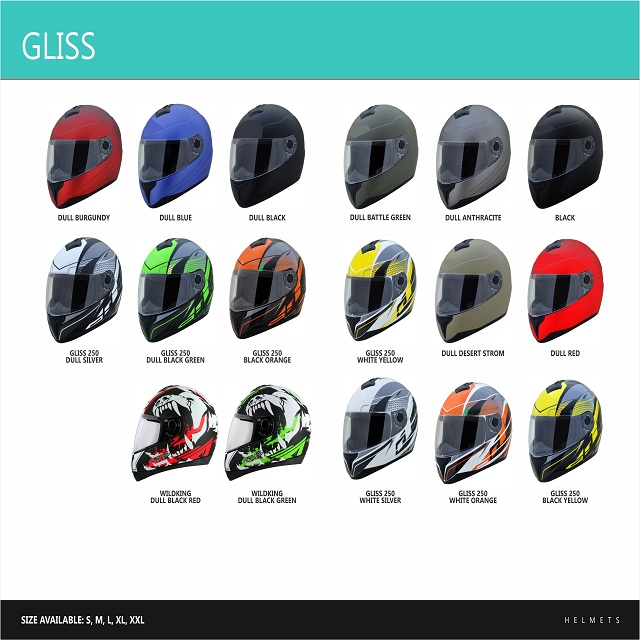 GLISS
DULL BURGUNDY
DULL BLUE
DULL BLACK
DULL BATTLE GREEN
DULL ANTHRACITE
BLACK
GLISS 250
DULL SILVER
GLISS 250
DULL BLACK GREEN
GLISS 250
BLACK ORANGE
GLISS 250
WHITE YELLOW
DULL DESERT STROM
DULL RED
WILDKING
DULL BLACK RED
WILDKING
DULL BLACK GREEN
GLISS 250
WHITE SILVER
GLISS 250
WHITE ORANGE
GLISS 250
BLACK YELLOW
SIZE AVAILABLE: S, M, L, XL, XXL
HELMETS